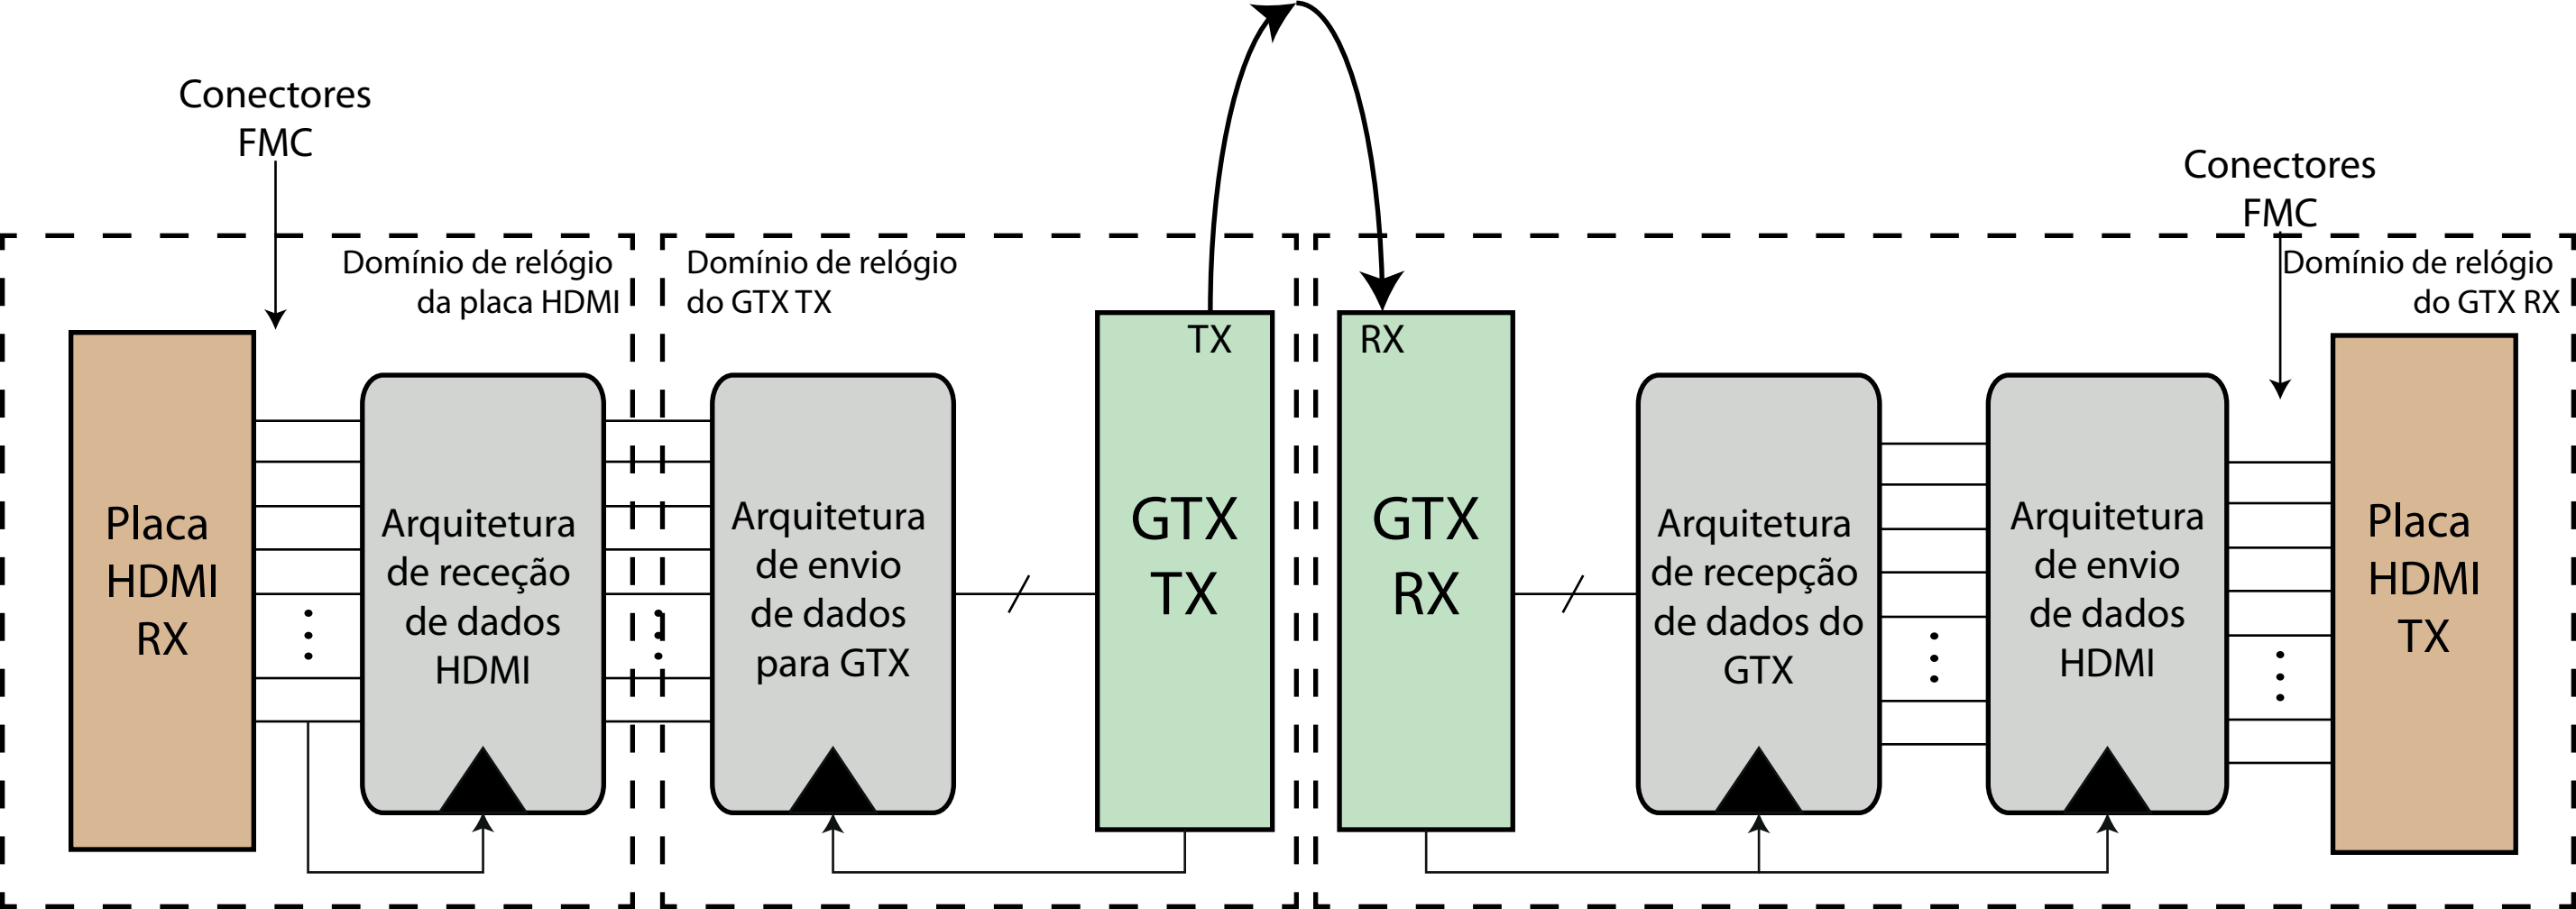 Conectores
FMC
Conectores
FMC
Domínio de relógio
da placa HDMI
Domínio de relógio
do GTX TX
Domínio de relógio
do GTX RX
TX
RX
Placa
HDMI
RX
Arquitetura
de receção
de dados
HDMI
Arquitetura
de envio
de dados
para GTX
GTX
TX
GTX
RX
Arquitetura
de recepção
de dados do
GTX
Arquitetura
de envio
de dados
HDMI
Placa
HDMI
TX